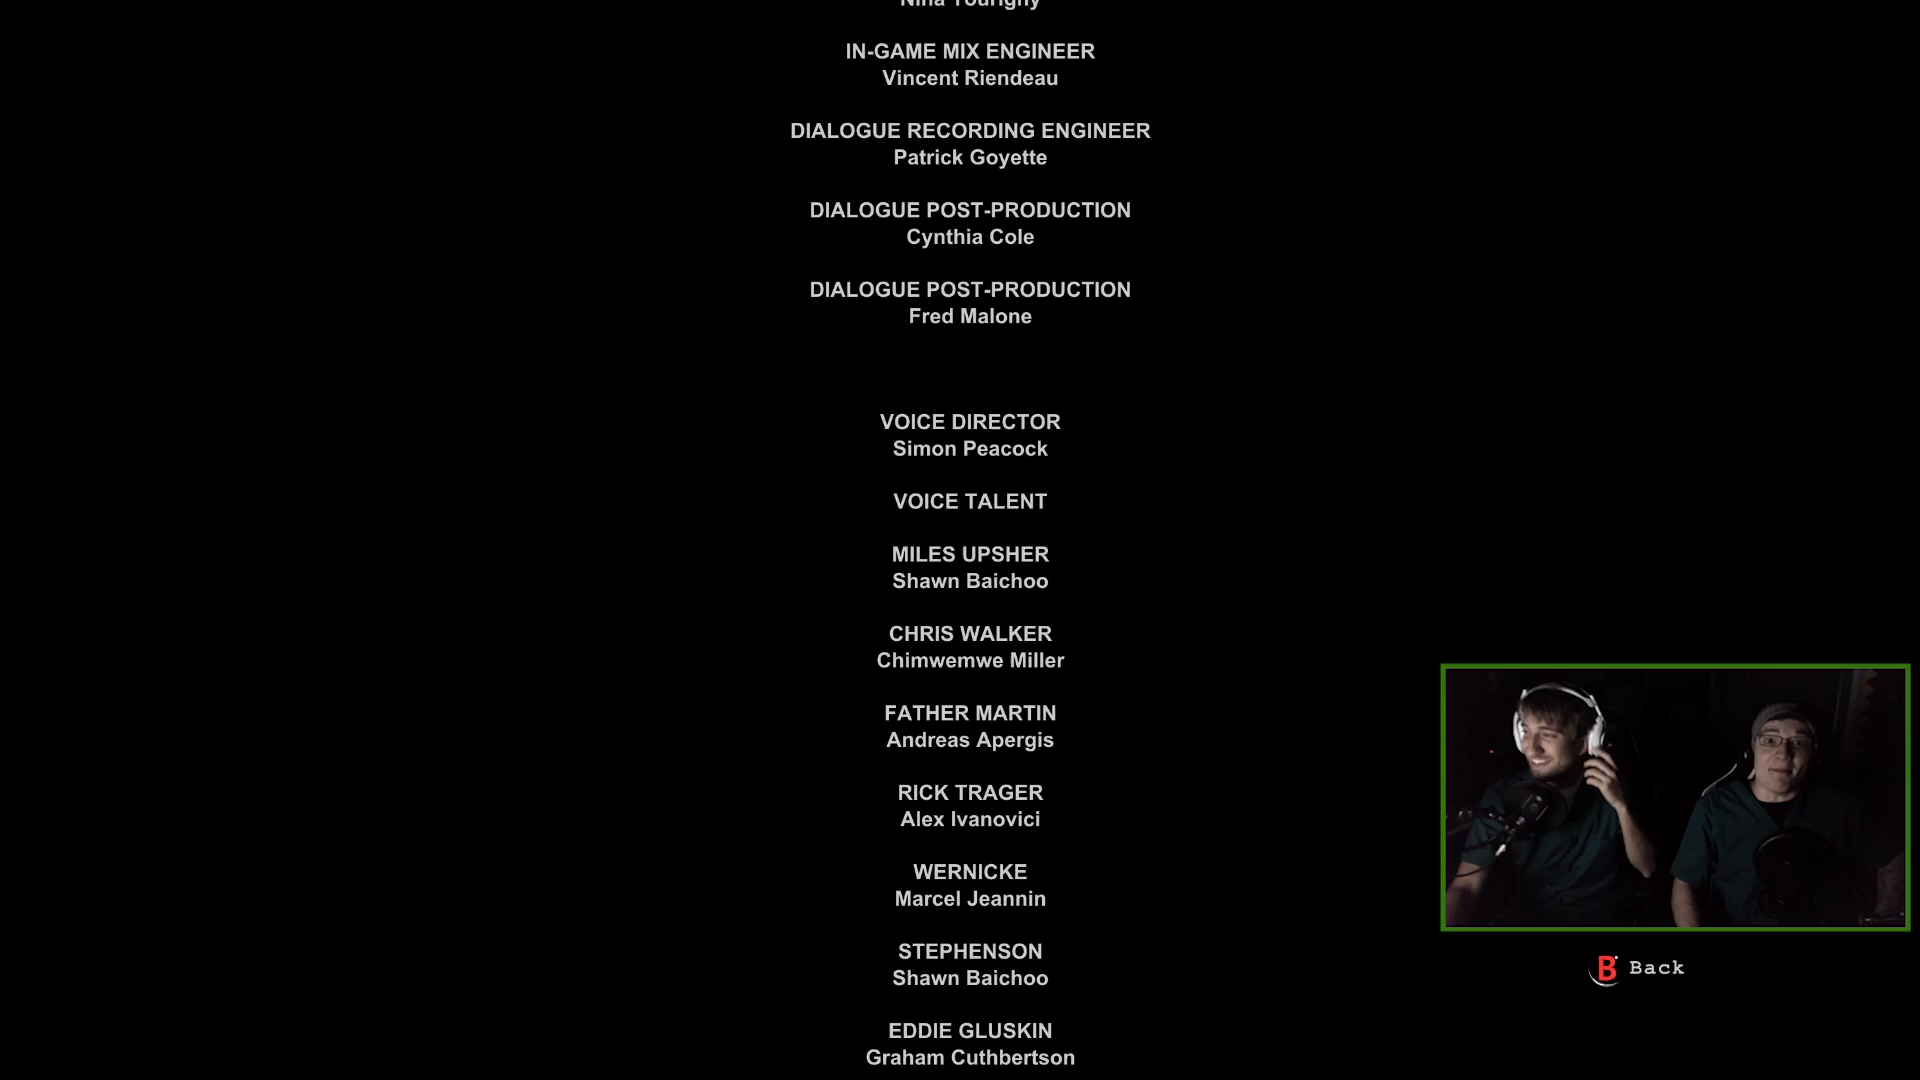 IN-GAME MIX ENGINEER
Vincent Riendeau
DIALOGUE RECORDING ENGINEER
Patrick Goyette
DIALOGUE POST-PRODUCTION
Cynthia Cole
DIALOGUE POST-PRODUCTION
Fred Malone
VOICE DIRECTOR
Simon Peacock
VOICE TALENT
MILES UPSHER
Shawn Baichoo
CHRIS WALKER
Chimwemwe Miller
FATHER MARTIN
Andreas Apergis
RICK TRAGER
Alex Ivanovici
WERNICKE
Marcel Jeannin
STEPHENSON
Shawn Baichoo
EDDIE GLUSKIN
Graham Cuthbertson
B Back